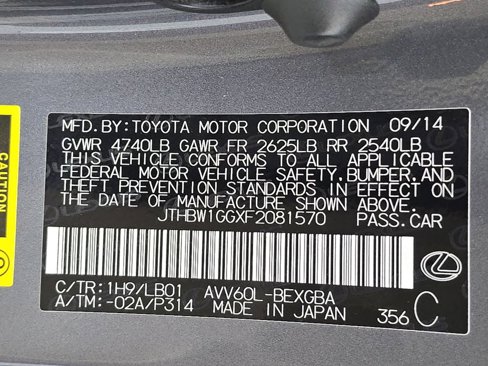 MFD.BY:TOYOTA MOTOR CORPORATION 09/14
GVWR 4740LB GAWR FR 2625LB RR 2540LB
THIS VEHICLE CONFORMS TO ALL APPLICABLE
FEDERAL MOTOR VEHICLE SAFETY,BUMPER,AND
THEFT PREVENTION STANDARDS IN EFFECT ON
THE DATE OF MANUFACTURE SHOWN ABOVE.
JTHBW1GGXF2081570 PASS.CAR
C/TR:1H9/LB01 AVV60L-BEXGBA
A/TM:-02A/P314 MADE IN JAPAN 356 C
CAUTION